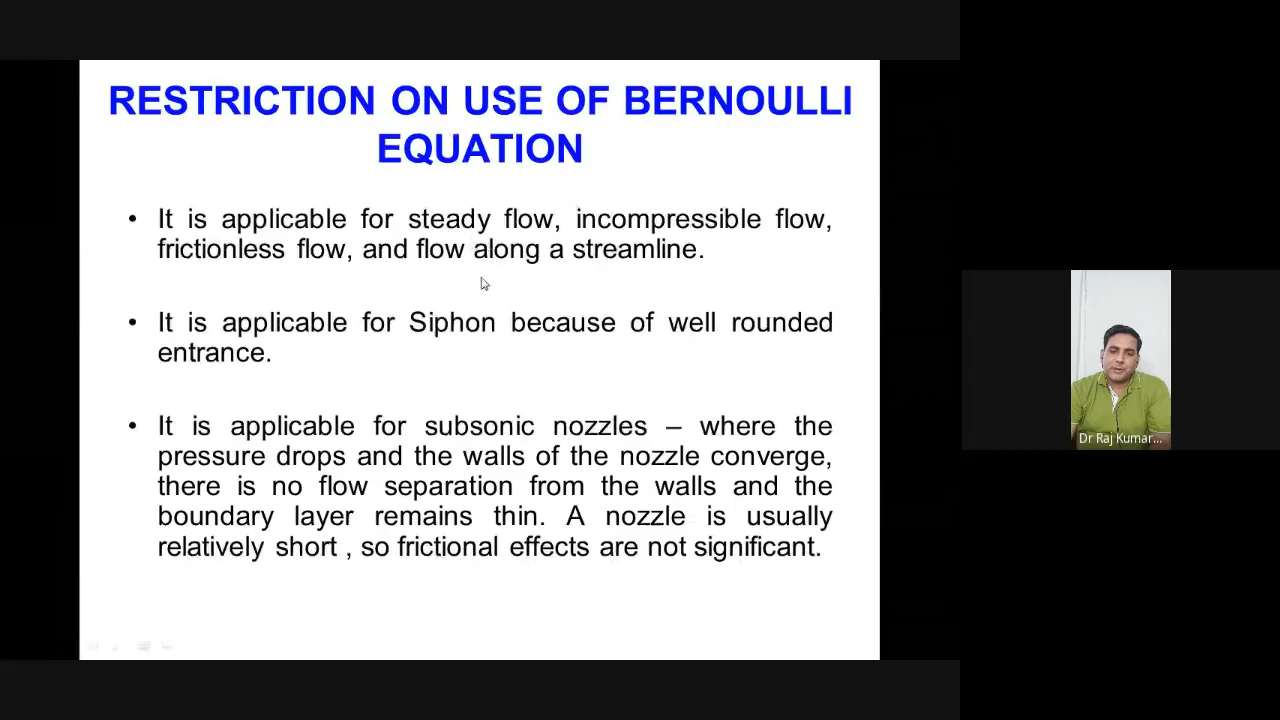 RESTRICTION ON USE OF BERNOULLI
EQUATION
• It is applicable for steady flow, incompressible flow,
frictionless flow, and flow along a streamline.
• It is applicable for Siphon because of well rounded
entrance.
• It is applicable for subsonic nozzles – where the
pressure drops and the walls of the nozzle converge,
there is no flow separation from the walls and the
boundary layer remains thin. A nozzle is usually
relatively short , so frictional effects are not significant.
Dr Raj Kumar...